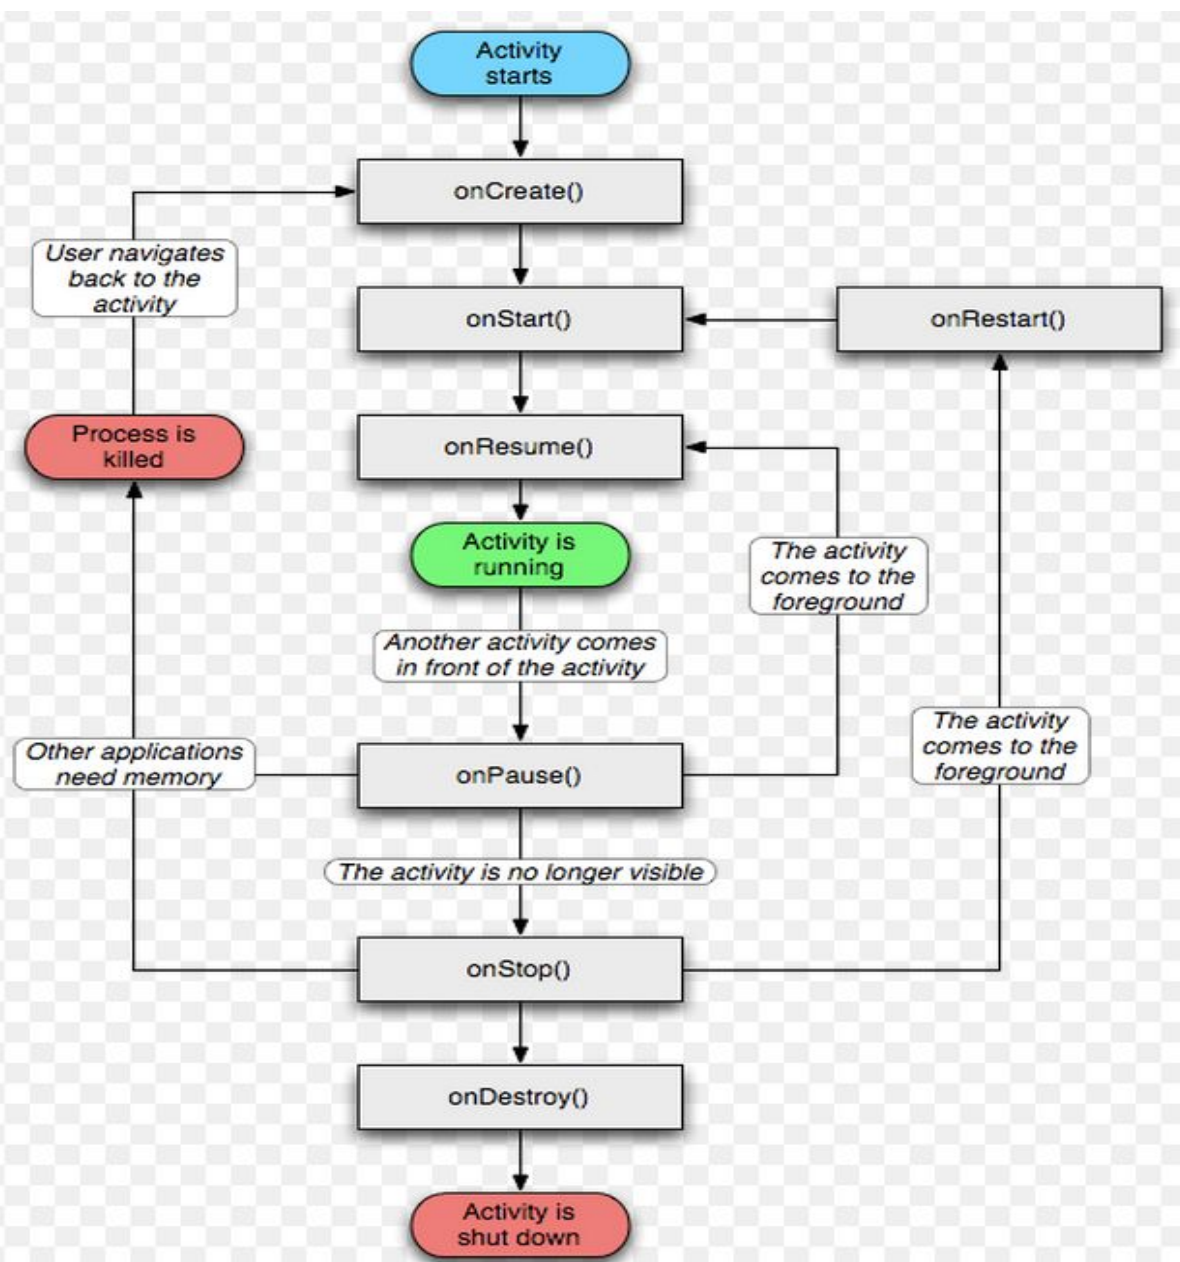 Activity
starts
onCreate()
User navigates
back to the
activity
onStart()
onRestart()
Process is
killed
onResume()
Activity is
running
The activity
comes to the
foreground
Another activity comes
in front of the activity
The activity
comes to the
foreground
Other applications
need memory
onPause()
The activity is no longer visible
onStop()
onDestroy()
Activity is
shut down